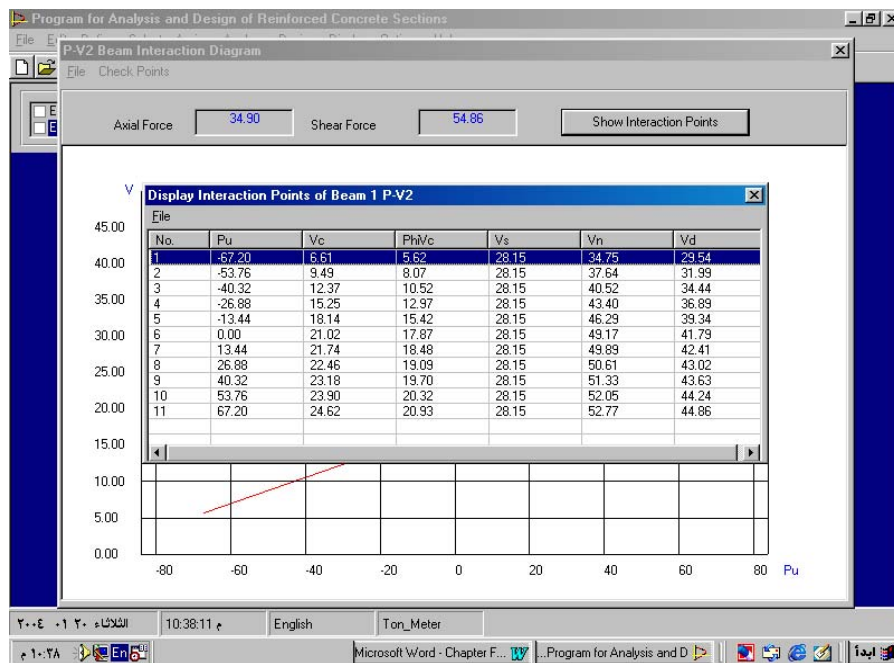 Program for Analysis and Design of Reinforced Concrete Sections
File
P-V2 Beam Interaction Diagram
File Check Points
Axial Force 34.90 Shear Force 54.86 Show Interaction Points
V
Display Interaction Points of Beam 1 P-V2
File
No. Pu Vc PhiVc Vs Vn Vd
1 -67.20 6.61 5.62 28.15 34.75 29.54
2 -53.76 9.49 8.07 28.15 37.64 31.99
3 -40.32 12.37 10.52 28.15 40.52 34.44
4 -26.88 15.25 12.97 28.15 43.40 36.89
5 -13.44 18.14 15.42 28.15 46.29 39.34
6 0.00 21.02 17.87 28.15 49.17 41.79
7 13.44 21.74 18.48 28.15 49.89 42.41
8 26.88 22.46 19.09 28.15 50.61 43.02
9 40.32 23.18 19.70 28.15 51.33 43.63
10 53.76 23.90 20.32 28.15 52.05 44.24
11 67.20 24.62 20.93 28.15 52.77 44.86
45.00
40.00
35.00
30.00
25.00
20.00
15.00
10.00
5.00
0.00
-80 -60 -40 -20 0 20 40 60 80 Pu
الثلاثاء ٢٠ ٠١ ٢٠٠٤ 10:38:11 م English Ton_Meter
١٠:٣٨ م En Microsoft Word - Chapter F... ...Program for Analysis and D ابدأ